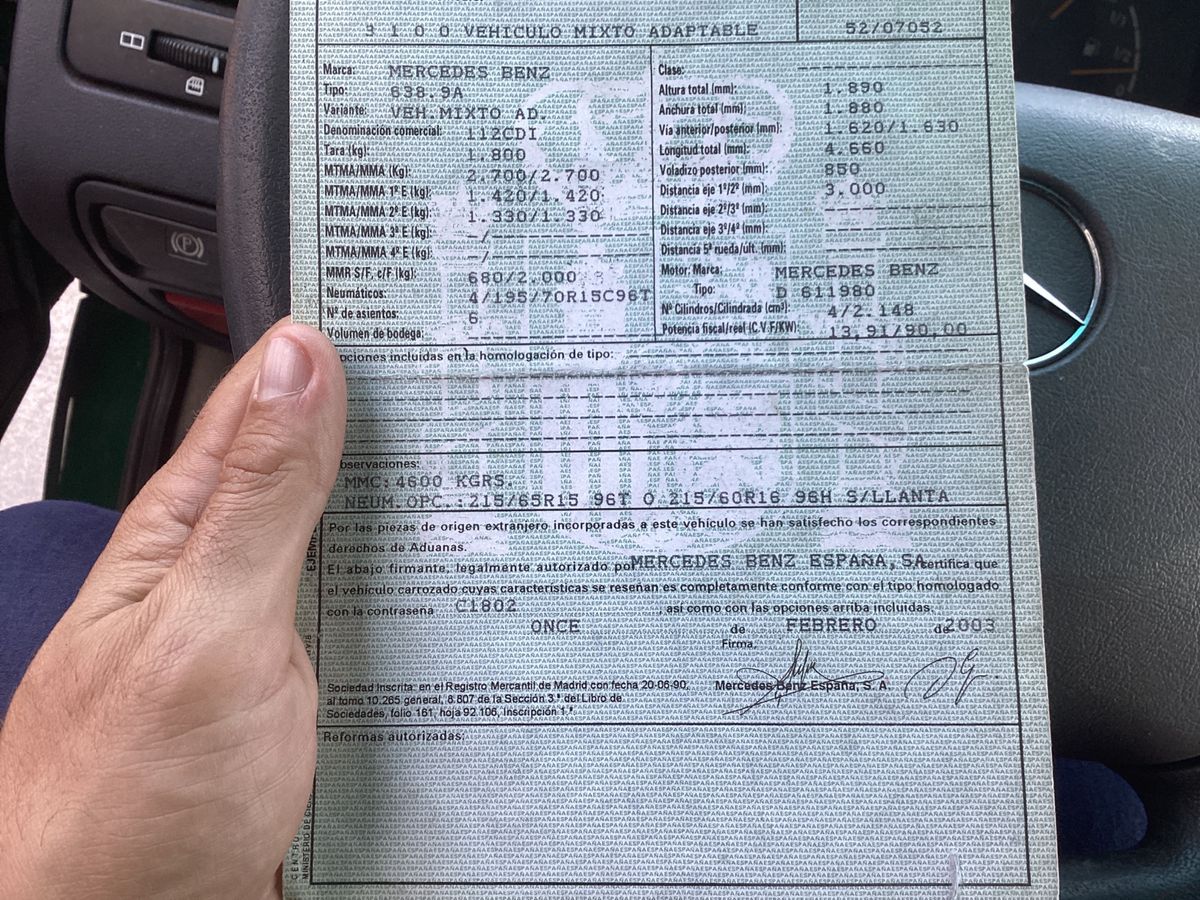 3 1 0 0 VEHICULO MIXTO ADAPTABLE
52/07052
Marca: MERCEDES BENZ
Tipo: 638.9A
Variante: VEH.MIXTO AD.
Denominación comercial: 112CDI
Tara (kg): 1.800
MTMA/MMA (Kg): 2.700/2.700
MTMA/MMA 1º E (kg): 1.420/1.420
MTMA/MMA 2º E (kg): 1.330/1.330
MTMA/MMA 3º E (kg): -/-
MTMA/MMA 4º E (kg): -/-
MMR S/F, c/F (kg): 680/2.000
Neumáticos: 4/195/70R15C96T
Nº de asientos: 6
Volumen de bodega:
Clase:
Altura total (mm): 1.890
Anchura total (mm): 1.880
Vía anterior/posterior (mm): 1.620/1.630
Longitud total (mm): 4.660
Voladizo posterior (mm): 850
Distancia eje 1º/2º (mm): 3.000
Distancia eje 2º/3º (mm):
Distancia eje 3º/4º (mm):
Distancia 5ª rueda/últ. (mm):
Motor: Marca: MERCEDES BENZ
Tipo: D 611980
Nº Cilindros/Cilindrada (cm³): 4/2.148
Potencia fiscal/real (C.V.F/KW): 13,91/90,00
pciones incluidas en la homologación de tipo:
bservaciones:
MMC:4600 KGRS.
NEUM.OPC.:215/65R15 96T O 215/60R16 96H S/LLANTA
Por las piezas de origen extranjero incorporadas a este vehículo se han satisfecho los correspondientes
derechos de Aduanas.
El abajo firmante, legalmente autorizado por MERCEDES BENZ ESPAÑA,SA certifica que
el vehículo carrozado cuyas características se reseñan es completamente conforme con el tipo homologado
con la contraseña C1802 , así como con las opciones arriba incluidas.
ONCE de FEBRERO de 2003
Firma,
Mercedes Benz España, S. A.
Sociedad Inscrita: en el Registro Mercantil de Madrid con fecha 20-06-90,
al tomo 10.265 general, 8.807 de la Sección 3.ª del Libro de
Sociedades, folio 161, hoja 92.106, Inscripción 1.ª
Reformas autorizadas: